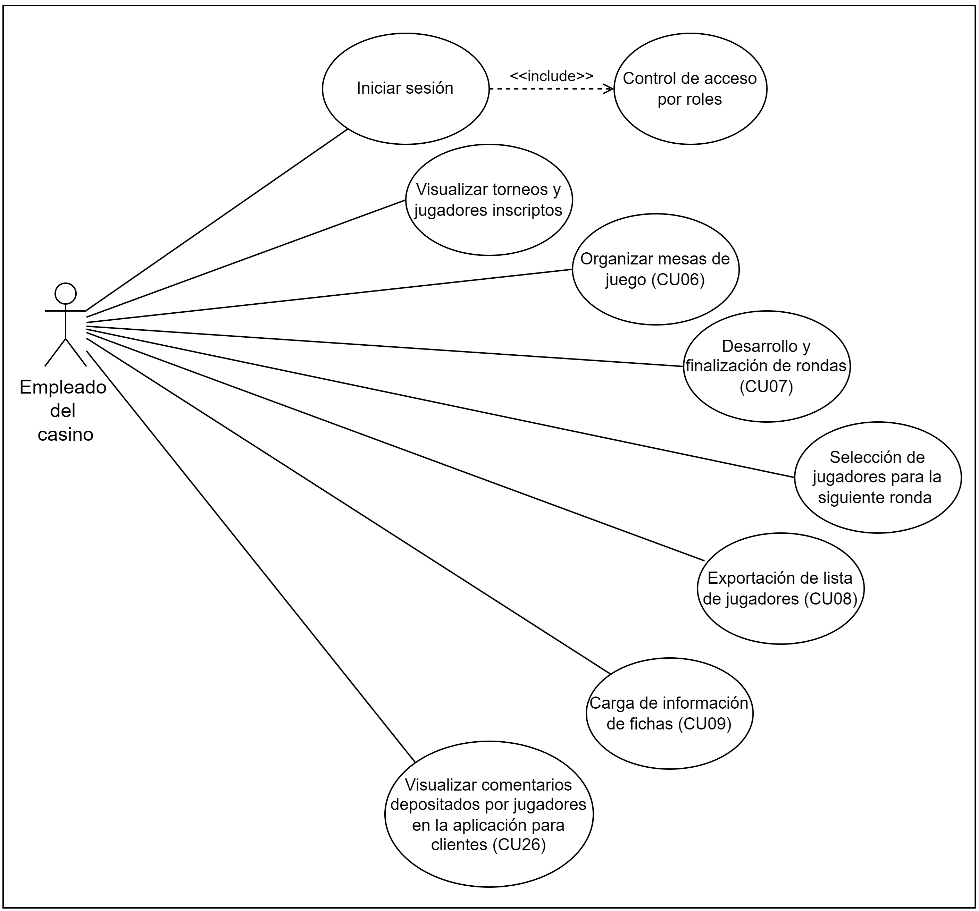 Iniciar sesión
<<include>>
Control de acceso
por roles
Visualizar torneos y
jugadores inscriptos
Organizar mesas de
juego (CU06)
Desarrollo y
finalización de rondas
(CU07)
Empleado
del
casino
Selección de
jugadores para la
siguiente ronda
Exportación de lista
de jugadores (CU08)
Carga de información
de fichas (CU09)
Visualizar comentarios
depositados por jugadores
en la aplicación para
clientes (CU26)